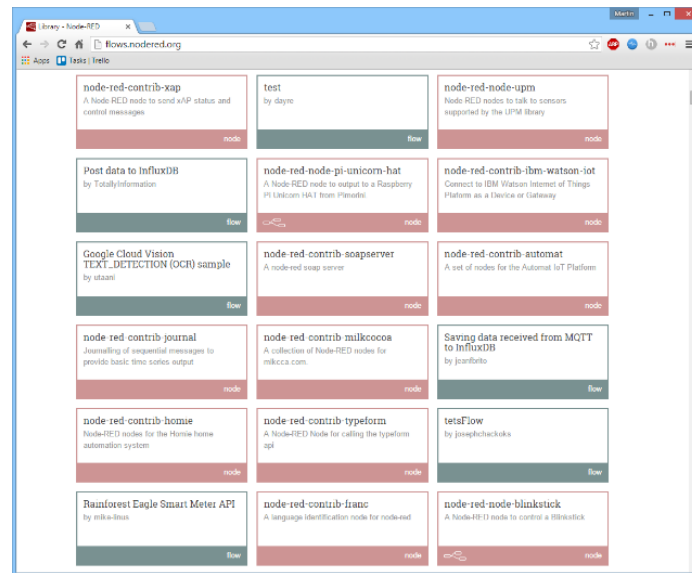 Martin
Library - Node-RED
flows.nodered.org
Apps
Tasks | Trello
node-red-contrib-xap
A Node RED node to send xAP status and
control messages
node
test
by dayre
flow
node-red-node-upm
Node RED nodes to talk to sensors
supported by the UPM library
node
Post data to InfluxDB
by TotallyInformation
flow
node-red-node-pi-unicorn-hat
A Node-RED node to output to a Raspberry
Pi Unicorn HAT from Pimorini
node
node-red-contrib-ibm-watson-iot
Connect to IBM Watson Internet of Things
Platform as a Device or Gateway
node
Google Cloud Vision
TEXT_DETECTION (OCR) sample
by utaani
flow
node-red-contrib-soapserver
A node-red soap server
node
node-red-contrib-automat
A set of nodes for the Automat IoT Platform
node
node-red-contrib-journal
Journalling of sequential messages to
provide basic time series output
node
node-red-contrib-milkcocoa
A collection of Node-RED nodes for
mlkcca.com
node
Saving data received from MQTT
to InfluxDB
by jeanfbrito
flow
node-red-contrib-homie
Node-RED nodes for the Homie home
automation system
node
node-red-contrib-typeform
A Node-RED Node for calling the typeform
api
node
tetsFlow
by josephchackoks
flow
Rainforest Eagle Smart Meter API
by mike-linus
flow
node-red-contrib-franc
A language identification node for node-red
node
node-red-node-blinkstick
A Node-RED node to control a Blinkstick
node